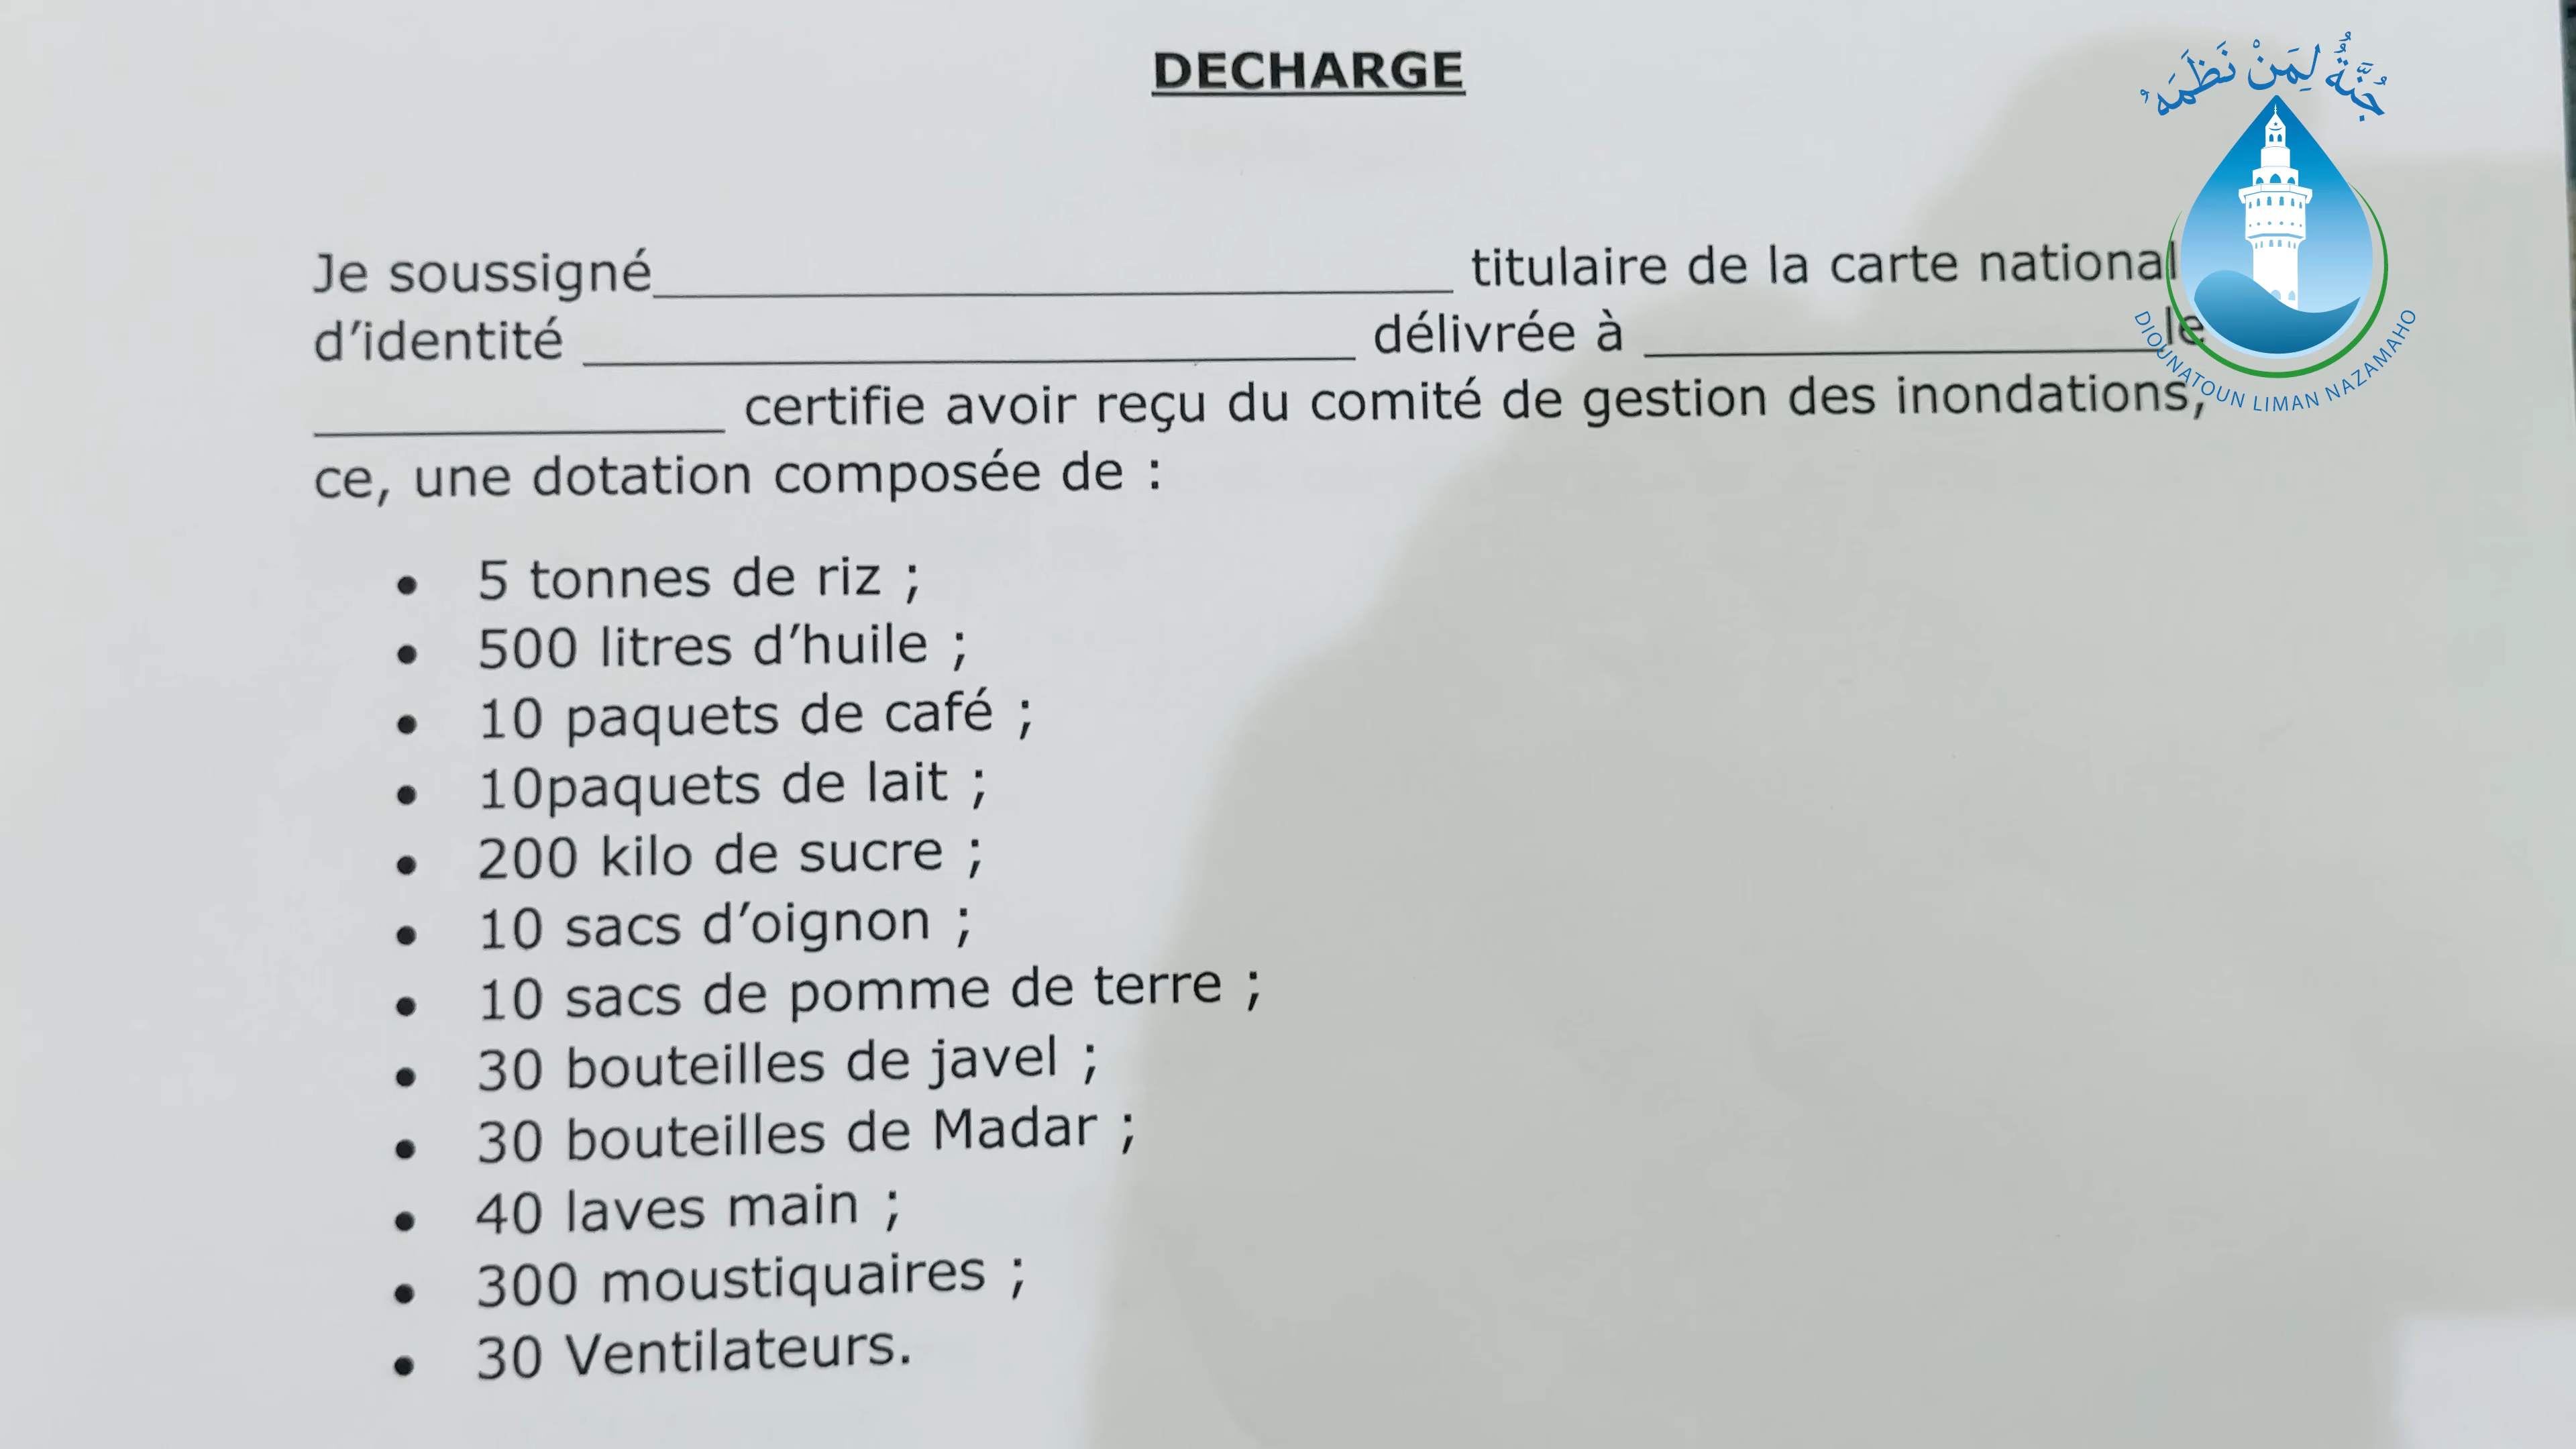 DECHARGE
جُنَّةٌ لِمَنْ نَظَمَهُ
Je soussigné______________________ titulaire de la carte national
d’identité ______________________ délivrée à ______________le
____________ certifie avoir reçu du comité de gestion des inondations,
DIOUNATOUN LIMAN NAZAMAHO
ce, une dotation composée de :
• 5 tonnes de riz ;
• 500 litres d’huile ;
• 10 paquets de café ;
• 10paquets de lait ;
• 200 kilo de sucre ;
• 10 sacs d’oignon ;
• 10 sacs de pomme de terre ;
• 30 bouteilles de javel ;
• 30 bouteilles de Madar ;
• 40 laves main ;
• 300 moustiquaires ;
• 30 Ventilateurs.